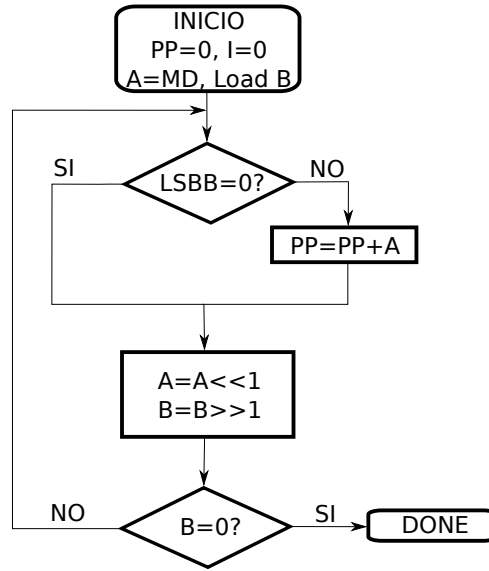 INICIO
PP=0, I=0
A=MD, Load B
SI
LSBB=0?
NO
PP=PP+A
A=A<<1
B=B>>1
NO
B=0?
SI
DONE